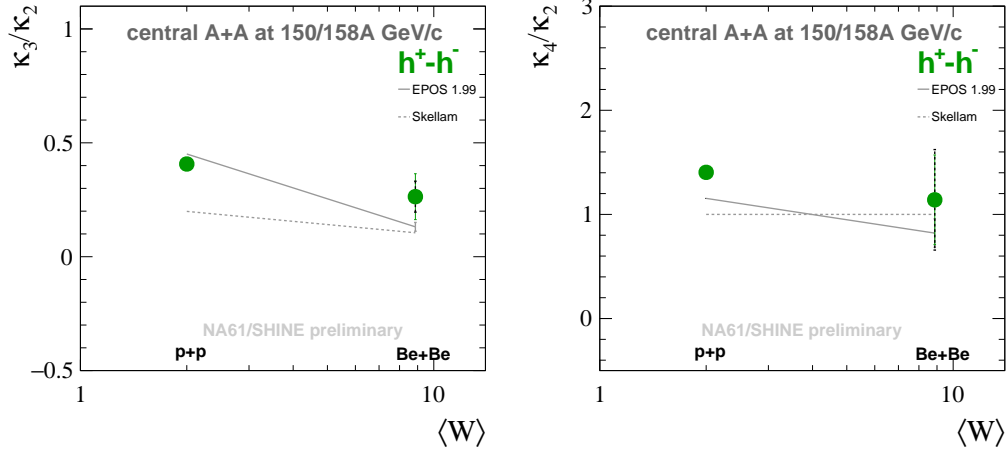 κ3/κ2
central A+A at 150/158A GeV/c
h+-h-
EPOS 1.99
Skellam
1
0.5
0
−0.5
NA61/SHINE preliminary
p+p
Be+Be
1
10
⟨W⟩
κ4/κ2
central A+A at 150/158A GeV/c
h+-h-
EPOS 1.99
Skellam
3
2
1
0
NA61/SHINE preliminary
p+p
Be+Be
1
10
⟨W⟩